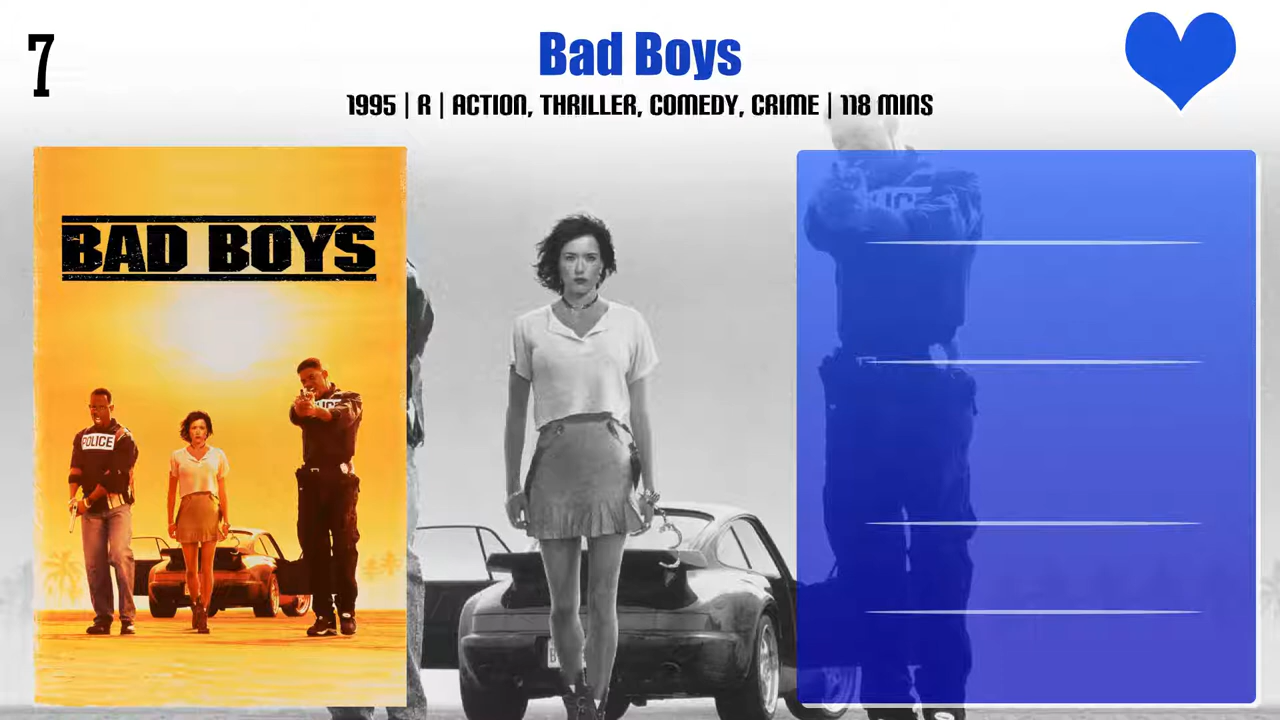 7
Bad Boys
1995 | R | ACTION, THRILLER, COMEDY, CRIME | 118 MINS
BAD BOYS
POLICE